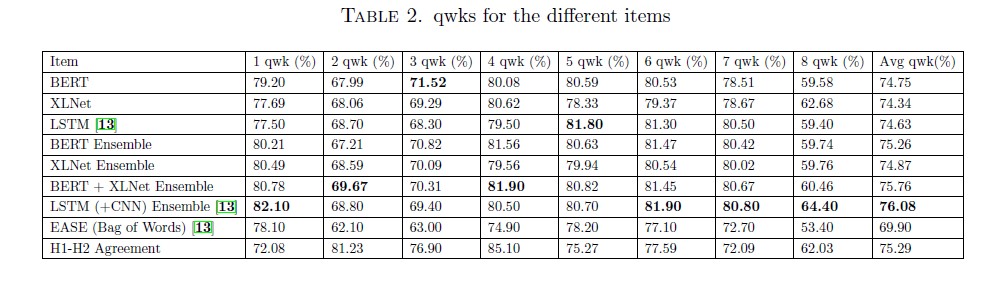 TABLE 2. qwks for the different items
Item 1 qwk (%) 2 qwk (%) 3 qwk (%) 4 qwk (%) 5 qwk (%) 6 qwk (%) 7 qwk (%) 8 qwk (%) Avg qwk(%)
BERT 79.20 67.99 71.52 80.08 80.59 80.53 78.51 59.58 74.75
XLNet 77.69 68.06 69.29 80.62 78.33 79.37 78.67 62.68 74.34
LSTM [13] 77.50 68.70 68.30 79.50 81.80 81.30 80.50 59.40 74.63
BERT Ensemble 80.21 67.21 70.82 81.56 80.63 81.47 80.42 59.74 75.26
XLNet Ensemble 80.49 68.59 70.09 79.56 79.94 80.54 80.02 59.76 74.87
BERT + XLNet Ensemble 80.78 69.67 70.31 81.90 80.82 81.45 80.67 60.46 75.76
LSTM (+CNN) Ensemble [13] 82.10 68.80 69.40 80.50 80.70 81.90 80.80 64.40 76.08
EASE (Bag of Words) [13] 78.10 62.10 63.00 74.90 78.20 77.10 72.70 53.40 69.90
H1-H2 Agreement 72.08 81.23 76.90 85.10 75.27 77.59 72.09 62.03 75.29